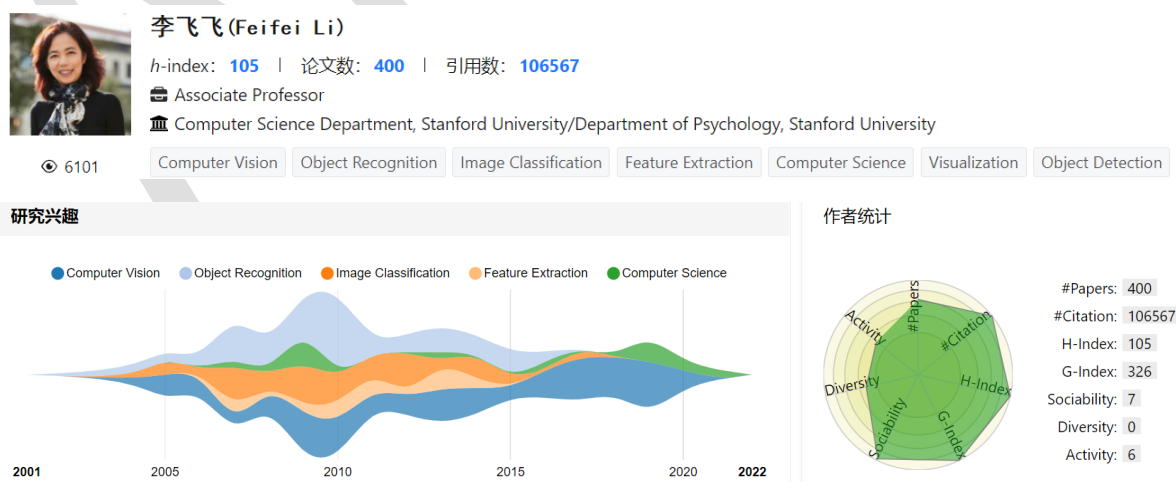 李飞飞(Feifei Li)
h-index: 105 | 论文数: 400 | 引用数: 106567
Associate Professor
Computer Science Department, Stanford University/Department of Psychology, Stanford University
6101
Computer Vision Object Recognition Image Classification Feature Extraction Computer Science Visualization Object Detection
研究兴趣
Computer Vision Object Recognition Image Classification Feature Extraction Computer Science
2001 2005 2010 2015 2020 2022
作者统计
#Papers
#Citation
H-Index
G-Index
Sociability
Diversity
Activity
#Papers: 400
#Citation: 106567
H-Index: 105
G-Index: 326
Sociability: 7
Diversity: 0
Activity: 6